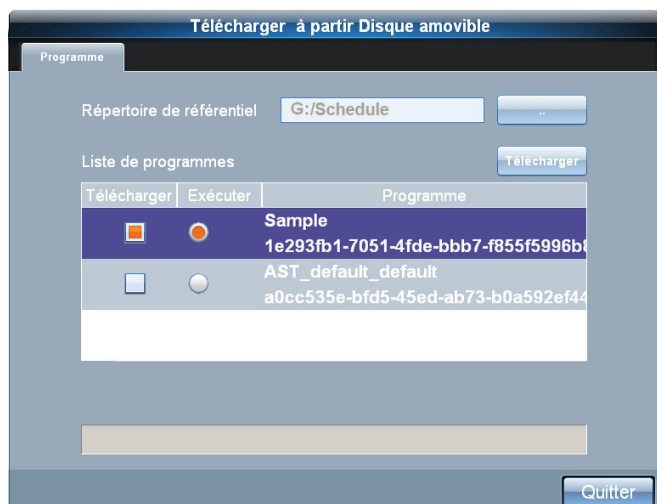 Télécharger à partir Disque amovible
Programme
Répertoire de référentiel G:/Schedule ..
Liste de programmes Télécharger
Télécharger Exécuter Programme
Sample
1e293fb1-7051-4fde-bbb7-f855f5996b8
AST_default_default
a0cc535e-bfd5-45ed-ab73-b0a592ef44
Quitter